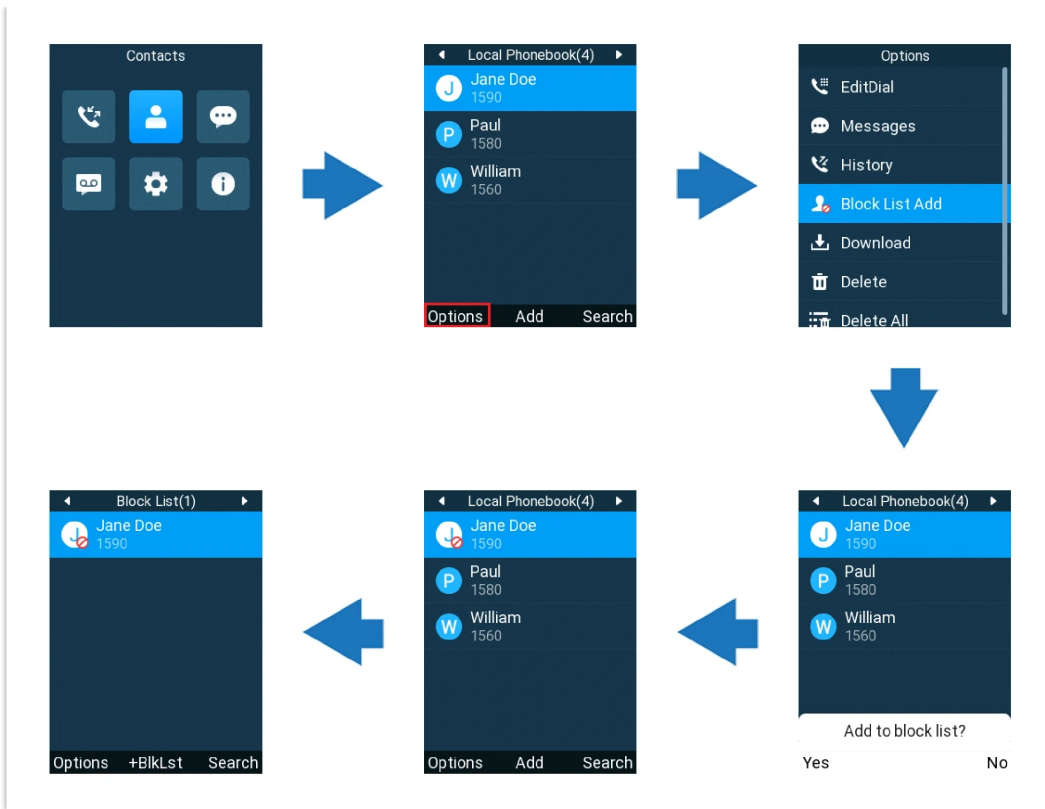 Contacts
Local Phonebook(4)
J Jane Doe
1590
P Paul
1580
W William
1560
Options Add Search
Options
EditDial
Messages
History
Block List Add
Download
Delete
Delete All
Local Phonebook(4)
J Jane Doe
1590
P Paul
1580
W William
1560
Add to block list?
Yes No
Local Phonebook(4)
J Jane Doe
1590
P Paul
1580
W William
1560
Options Add Search
Block List(1)
J Jane Doe
1590
Options +BlkLst Search